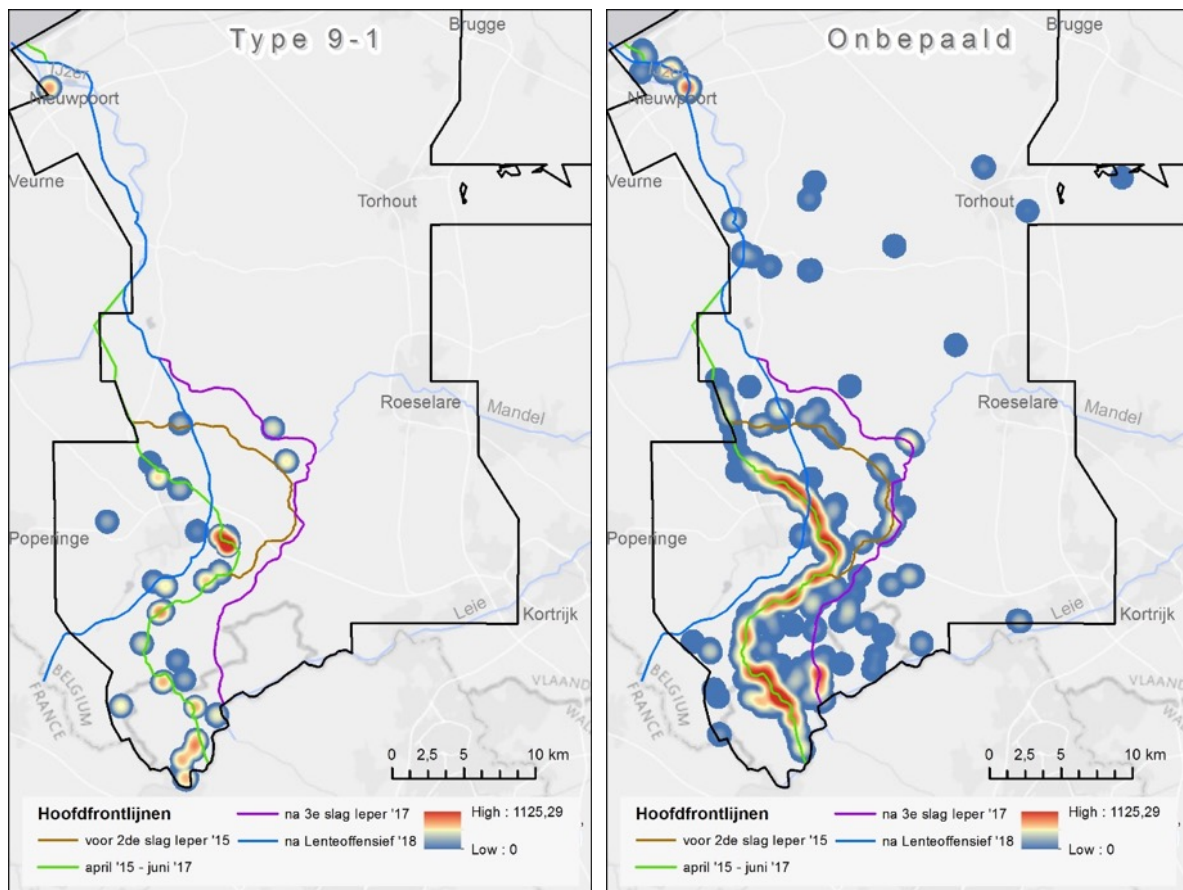 Type 9-1
Brugge
IJzer
Nieuwpoort
Veurne
Torhout
Roeselare
Mandel
Poperinge
Leie
Kortrijk
BELGIUM
FRANCE
VLAAND
WAL
0 2,5 5 10 km
Hoofdfrontlijnen
voor 2de slag Ieper '15
april '15 - juni '17
na 3e slag Ieper '17
na Lenteoffensief '18
High : 1125,29
Low : 0
Onbepaald
Brugge
IJzer
Nieuwpoort
Veurne
Torhout
Roeselare
Mandel
Poperinge
Leie
Kortrijk
BELGIUM
FRANCE
VLAAND
WA
0 2,5 5 10 km
Hoofdfrontlijnen
voor 2de slag Ieper '15
april '15 - juni '17
na 3e slag Ieper '17
na Lenteoffensief '18
High : 1125,29
Low : 0